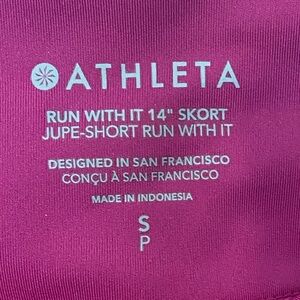 ATHLETA
RUN WITH IT 14" SKORT
JUPE-SHORT RUN WITH IT
DESIGNED IN SAN FRANCISCO
CONÇU À SAN FRANCISCO
MADE IN INDONESIA
S
P